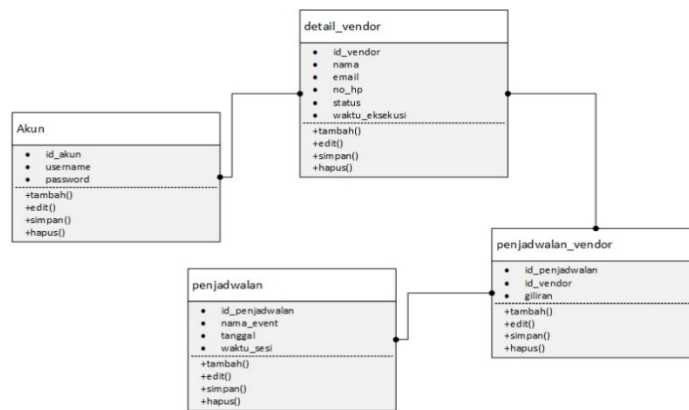 detail_vendor
id_vendor
nama
email
no_hp
status
waktu_eksekusi
+tambah()
+edit()
+simpan()
+hapus()
Akun
id_akun
username
password
+tambah()
+edit()
+simpan()
+hapus()
penjadwalan_vendor
id_penjadwalan
id_vendor
giliran
+tambah()
+edit()
+simpan()
+hapus()
penjadwalan
id_penjadwalan
nama_event
tanggal
waktu_sesi
+tambah()
+edit()
+simpan()
+hapus()